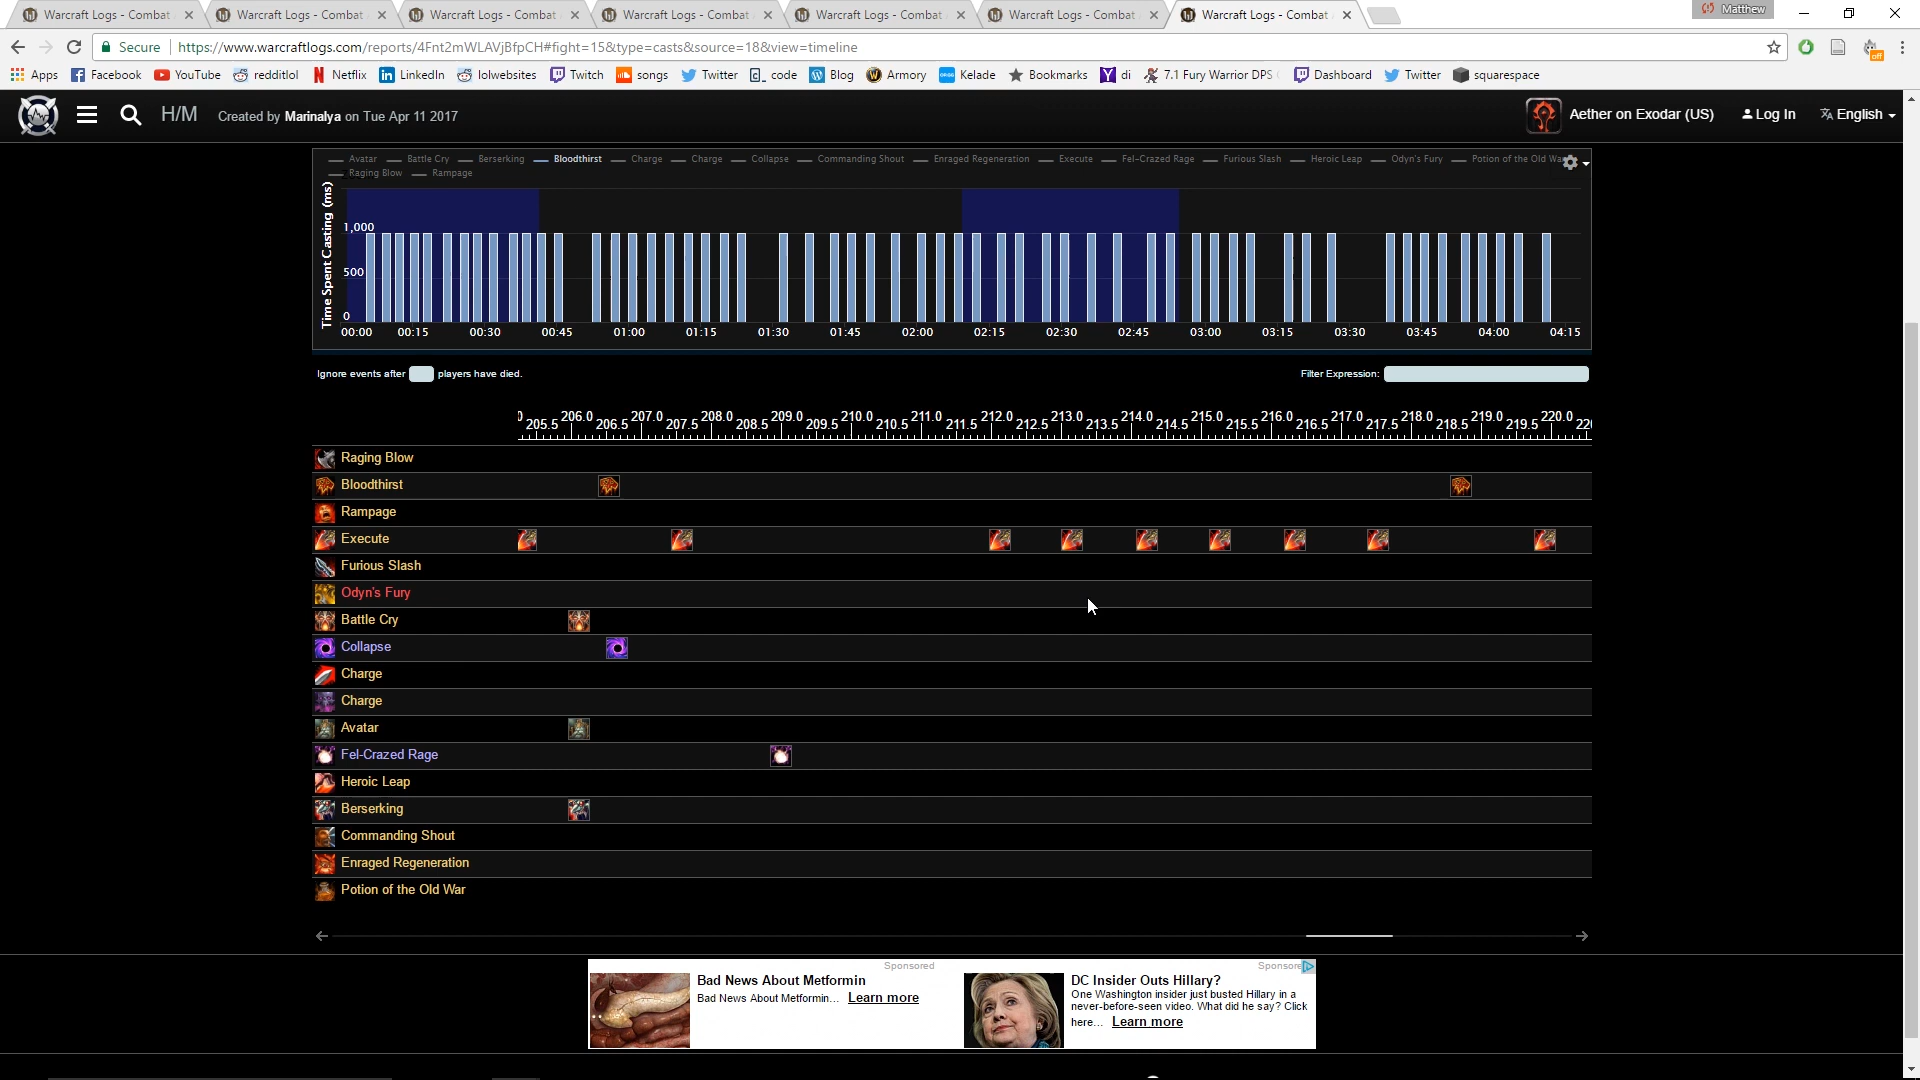 Warcraft Logs - Combat Warcraft Logs - Combat Warcraft Logs - Combat Warcraft Logs - Combat Warcraft Logs - Combat Warcraft Logs - Combat Warcraft Logs - Combat Matthew
Secure https://www.warcraftlogs.com/reports/4Fnt2mWLAVjBfpCH#fight=15&type=casts&source=18&view=timeline
Apps Facebook YouTube redditlol Netflix LinkedIn lolwebsites Twitch songs Twitter code Blog Armory Kelade Bookmarks di 7.1 Fury Warrior DPS Dashboard Twitter squarespace
off
H/M Created by Marinalya on Tue Apr 11 2017 Aether on Exodar (US) Log In English
Avatar Battle Cry Berserking Bloodthirst Charge Charge Collapse Commanding Shout Enraged Regeneration Execute Fel-Crazed Rage Furious Slash Heroic Leap Odyn's Fury Potion of the Old Wa
Raging Blow Rampage
Time Spent Casting (ms)
1,000
500
0
00:00 00:15 00:30 00:45 01:00 01:15 01:30 01:45 02:00 02:15 02:30 02:45 03:00 03:15 03:30 03:45 04:00 04:15
Ignore events after players have died. Filter Expression:
0 205.5 206.0 206.5 207.0 207.5 208.0 208.5 209.0 209.5 210.0 210.5 211.0 211.5 212.0 212.5 213.0 213.5 214.0 214.5 215.0 215.5 216.0 216.5 217.0 217.5 218.0 218.5 219.0 219.5 220.0 22
Raging Blow
Bloodthirst
Rampage
Execute
Furious Slash
Odyn's Fury
Battle Cry
Collapse
Charge
Charge
Avatar
Fel-Crazed Rage
Heroic Leap
Berserking
Commanding Shout
Enraged Regeneration
Potion of the Old War
Sponsored
Bad News About Metformin
Bad News About Metformin... Learn more
Sponsore
DC Insider Outs Hillary?
One Washington insider just busted Hillary in a
never-before-seen video. What did he say? Click
here... Learn more